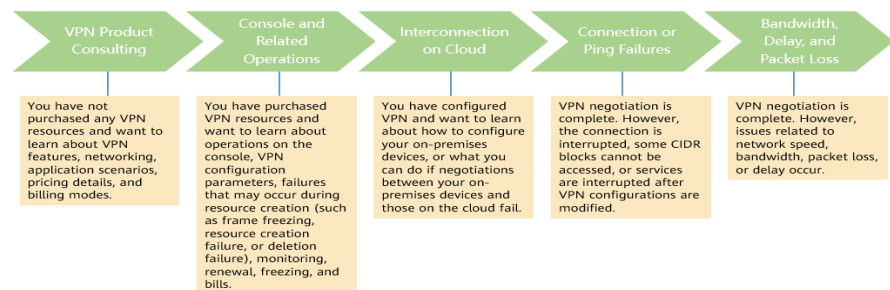 VPN Product
Consulting
Console and
Related
Operations
Interconnection
on Cloud
Connection or
Ping Failures
Bandwidth,
Delay, and
Packet Loss
You have not
purchased any VPN
resources and want to
learn about VPN
features, networking,
application scenarios,
pricing details, and
billing modes.
You have purchased
VPN resources and
want to learn about
operations on the
console, VPN
configuration
parameters, failures
that may occur during
resource creation (such
as frame freezing,
resource creation
failure, or deletion
failure), monitoring,
renewal, freezing, and
bills.
You have configured
VPN and want to learn
about how to configure
your on-premises
devices, or what you
can do if negotiations
between your on-
premises devices and
those on the cloud fail.
VPN negotiation is
complete. However,
the connection is
interrupted, some CIDR
blocks cannot be
accessed, or services
are interrupted after
VPN configurations are
modified.
VPN negotiation is
complete. However,
issues related to
network speed,
bandwidth, packet loss,
or delay occur.